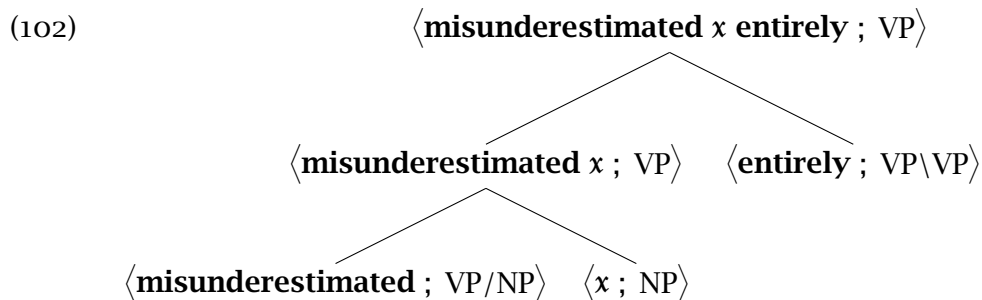 (102) ⟨misunderestimated x entirely ; VP⟩
⟨misunderestimated x ; VP⟩ ⟨entirely ; VP\VP⟩
⟨misunderestimated ; VP/NP⟩ ⟨x ; NP⟩